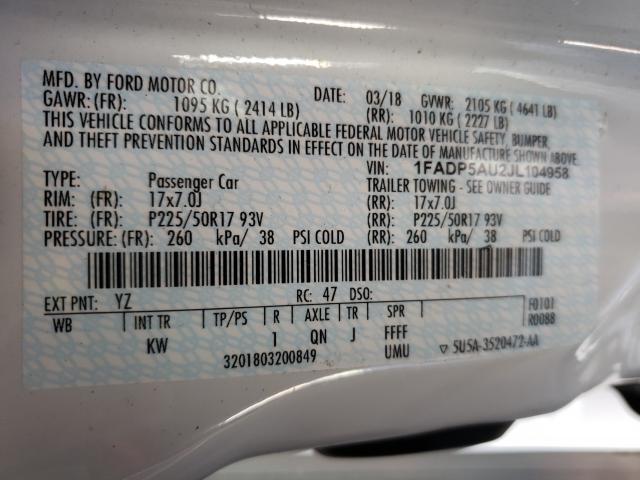 MFD. BY FORD MOTOR CO. DATE: 03/18 GVWR: 2105 KG ( 4641 LB)
GAWR: (FR): 1095 KG ( 2414 LB) (RR): 1010 KG ( 2227 LB)
THIS VEHICLE CONFORMS TO ALL APPLICABLE FEDERAL MOTOR VEHICLE SAFETY, BUMPER,
AND THEFT PREVENTION STANDARDS IN EFFECT ON THE DATE OF MANUFACTURE SHOWN ABOVE.
VIN: 1FADP5AU2JL104958
TYPE: Passenger Car TRAILER TOWING - SEE OWNER GUIDE
RIM: (FR): 17x7.0J (RR): 17x7.0J
TIRE: (FR): P225/50R17 93V (RR): P225/50R17 93V
PRESSURE: (FR): 260 kPa/ 38 PSI COLD (RR): 260 kPa/ 38 PSI COLD
EXT PNT: YZ RC: 47 DSO: F0101
WB INT TR TP/PS R AXLE TR SPR R0088
KW 1 QN J FFFF
3201803200849 UMU ▽ 5U5A-3520472-AA